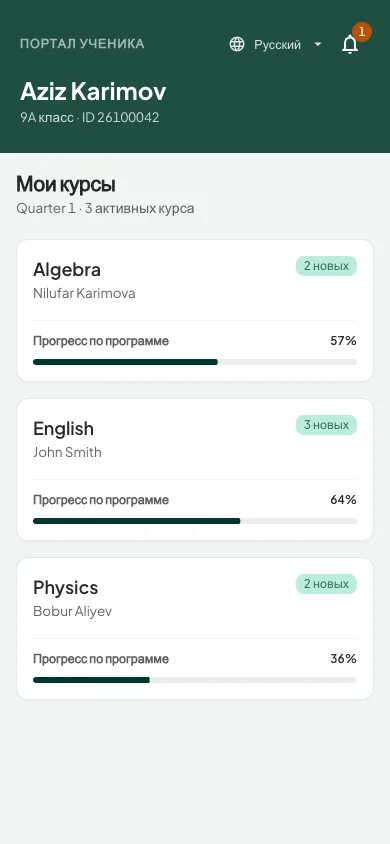 ПОРТАЛ УЧЕНИКА
Русский
1
Aziz Karimov
9A класс · ID 26100042
Мои курсы
Quarter 1 · 3 активных курса
Algebra
2 новых
Nilufar Karimova
Прогресс по программе
57%
English
3 новых
John Smith
Прогресс по программе
64%
Physics
2 новых
Bobur Aliyev
Прогресс по программе
36%